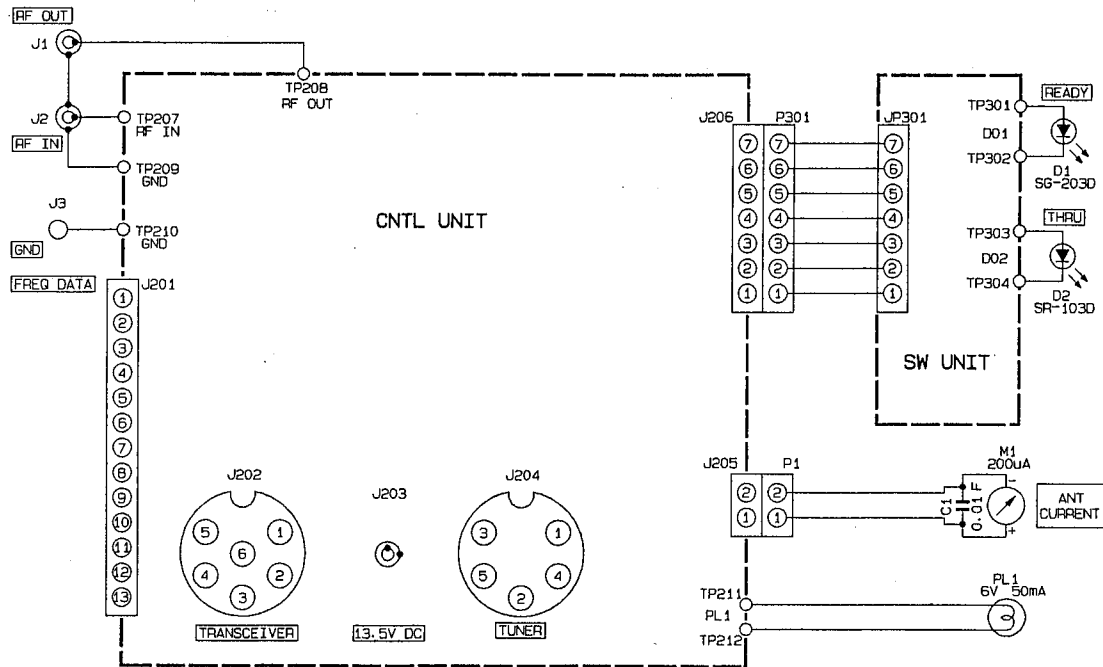 RF OUT
J1
TP208
RF OUT
J2
RF IN
TP207
RF IN
TP209
GND
J3
TP210
GND
GND
FREQ DATA
J201
1
2
3
4
5
6
7
8
9
10
11
12
13
CNTL UNIT
J202
5 1
6
4 2
3
TRANSCEIVER
J203
13.5V DC
J204
3 1
5 4
2
TUNER
J206 P301 JP301
7 7 7
6 6 6
5 5 5
4 4 4
3 3 3
2 2 2
1 1 1
SW UNIT
TP301
READY
D01
TP302
D1
SG-203D
THRU
TP303
D02
TP304
D2
SR-103D
J205 P1
2 2
1 1
C1
0.01 F
M1
200uA
-
+
ANT
CURRENT
TP211
PL1
TP212
PL1
6V 50mA